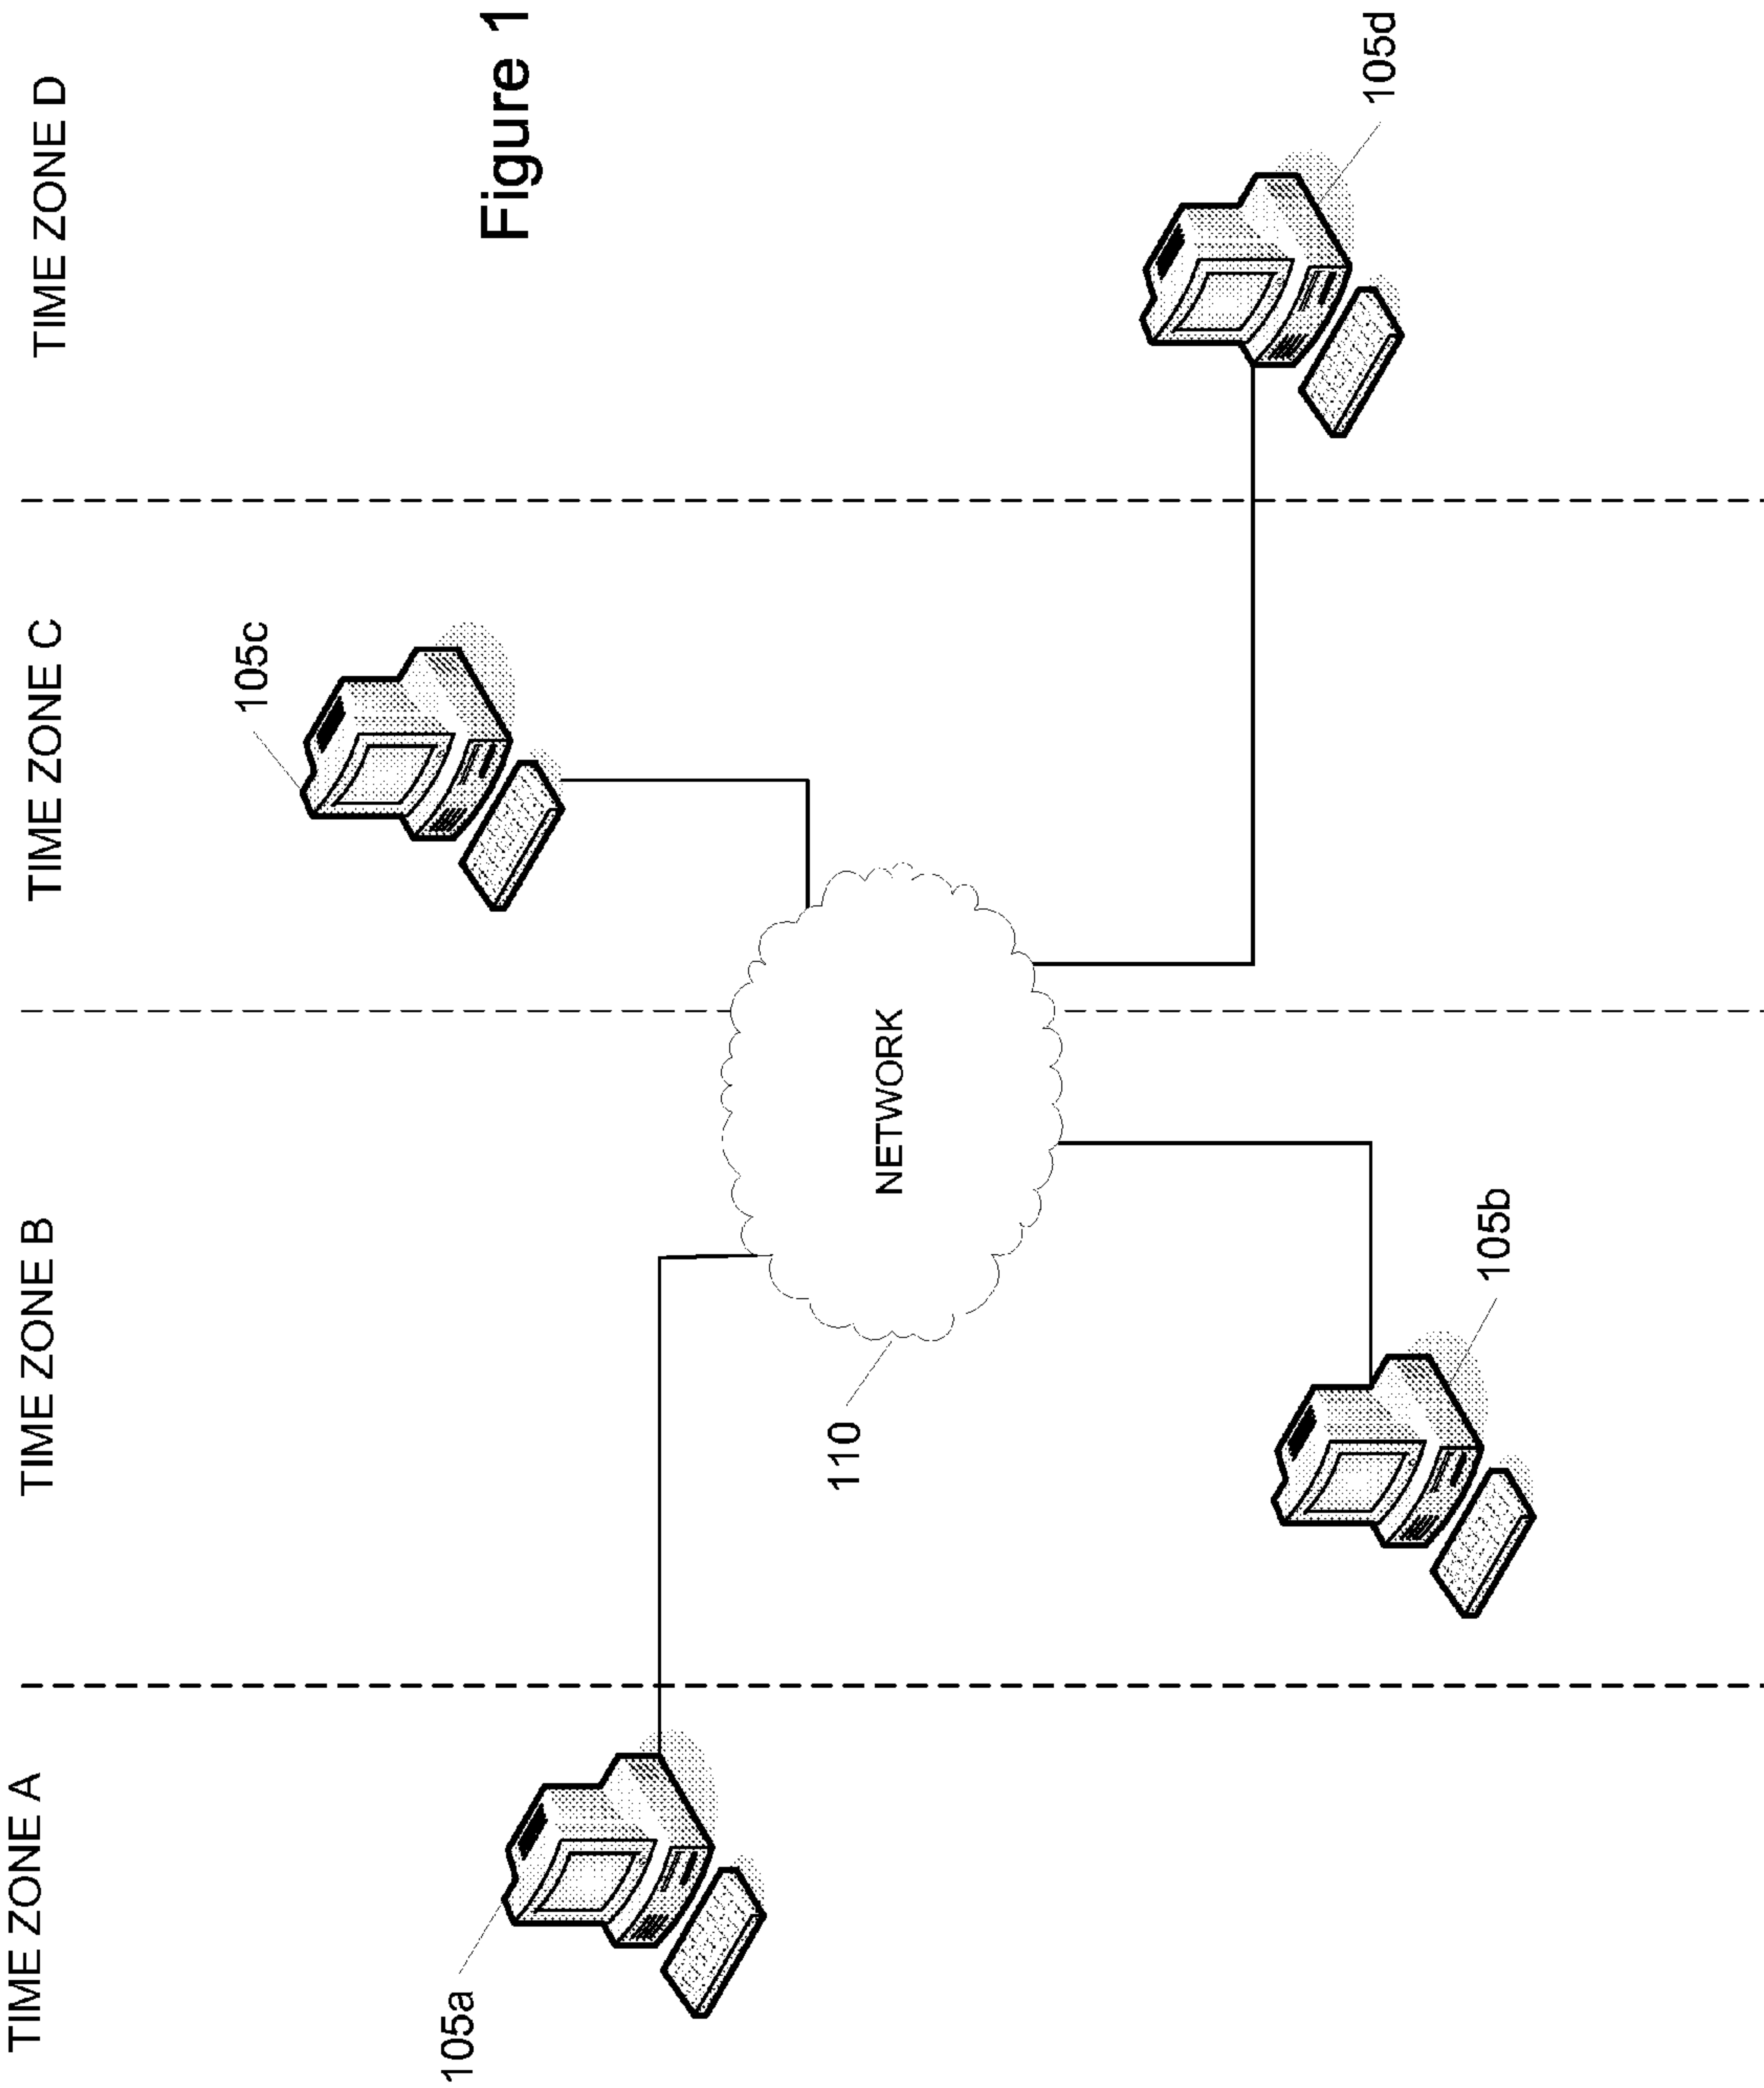 TIME ZONE A
TIME ZONE B
TIME ZONE C
TIME ZONE D
105c
105a
Figure 1
NETWORK
110
105b
105d